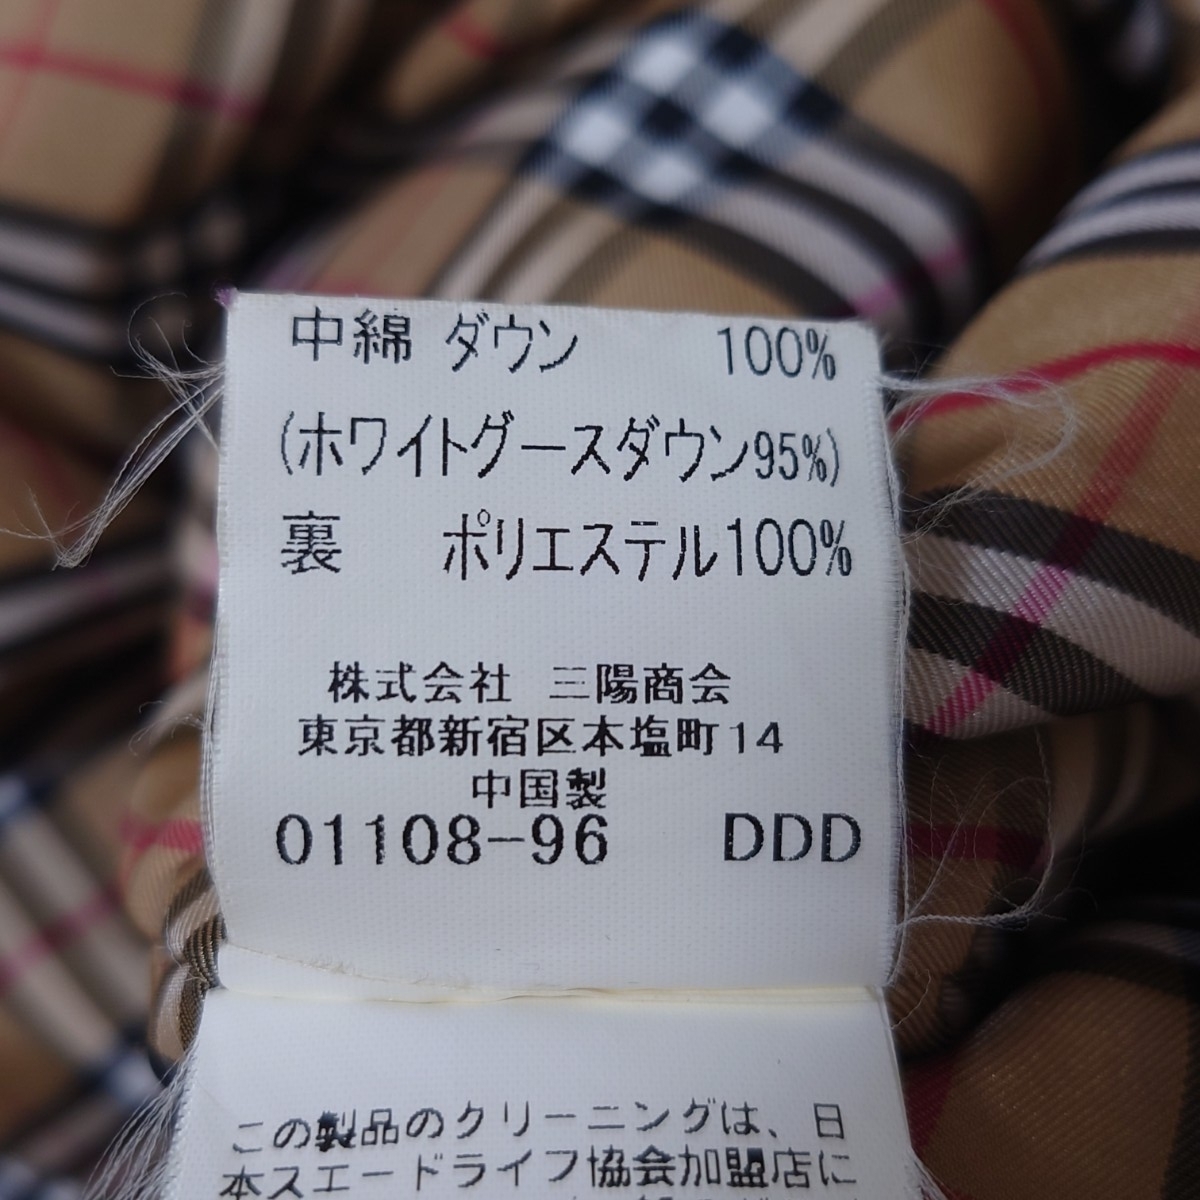 中綿 ダウン 100%
(ホワイトグースダウン95%)
裏 ポリエステル100%
株式会社 三陽商会
東京都新宿区本塩町14
中国製
01108-96 DDD
この製品のクリーニングは、日
本スエードライフ協会加盟店に